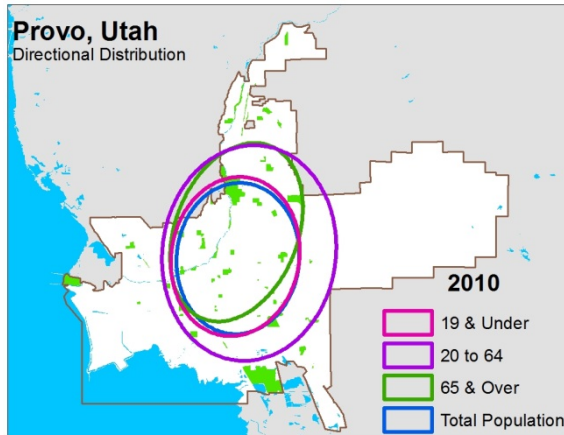 Provo, Utah
Directional Distribution
2010
19 & Under
20 to 64
65 & Over
Total Population